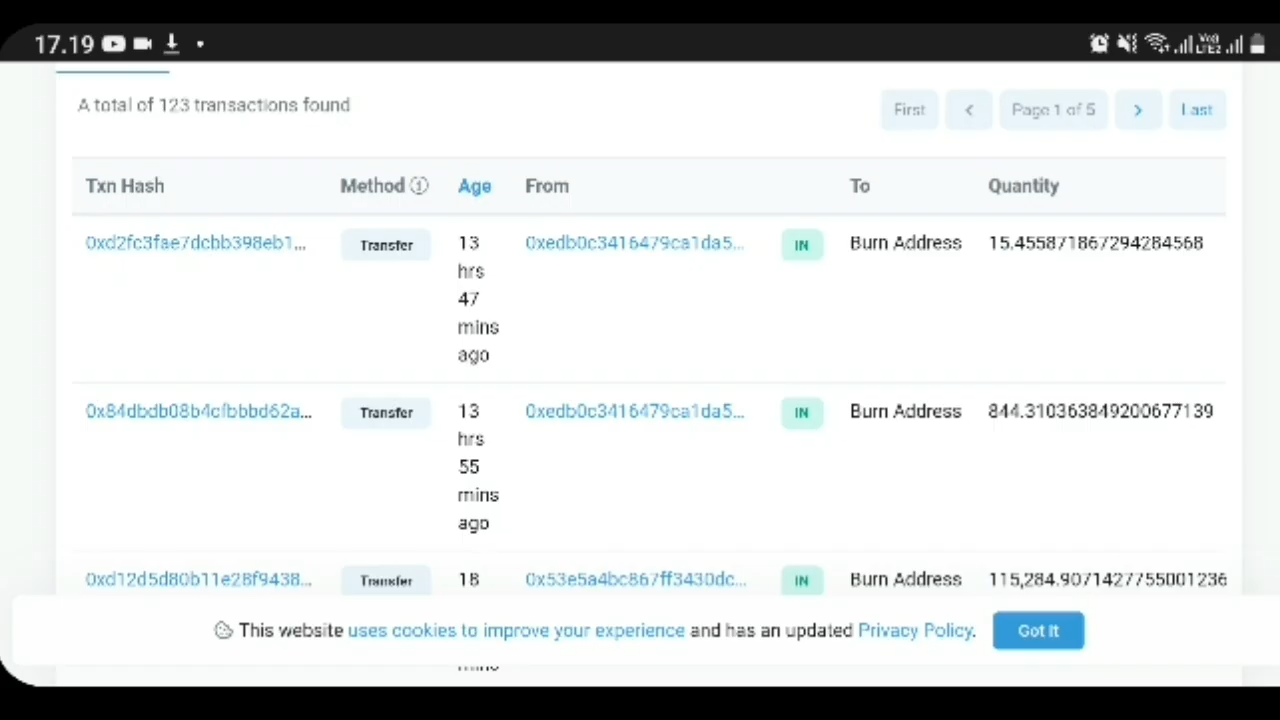 17.19
A total of 123 transactions found
First
Page 1 of 5
Last
Txn Hash Method Age From To Quantity
0xd2fc3fae7dcbb398eb1... Transfer 13 hrs 47 mins ago 0xedb0c3416479ca1da5... IN Burn Address 15.455871867294284568
0x84dbdb08b4cfbbbd62a... Transfer 13 hrs 55 mins ago 0xedb0c3416479ca1da5... IN Burn Address 844.310363849200677139
0xd12d5d80b11e28f9438... Transfer 18 0x53e5a4bc867ff3430dc... IN Burn Address 115,284.9071427755001236
This website uses cookies to improve your experience and has an updated Privacy Policy. Got It